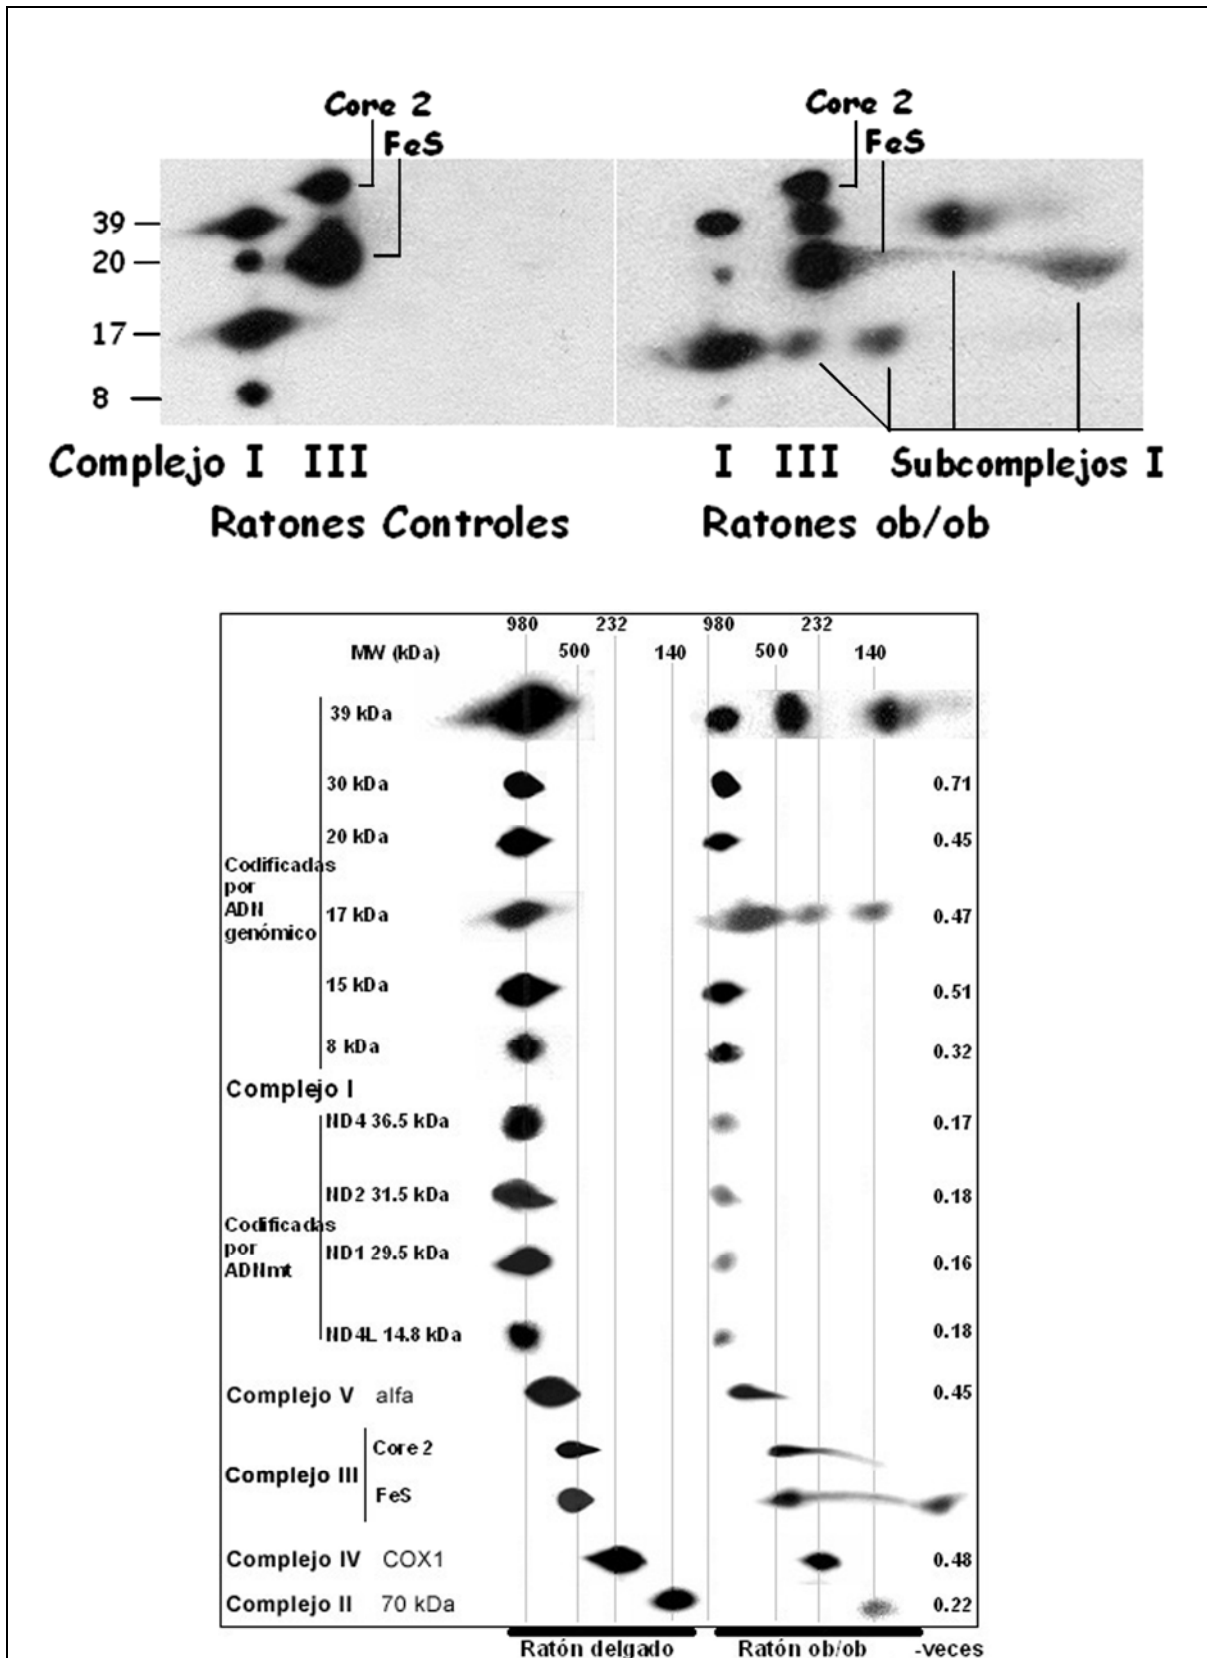 Core 2 Core 2
FeS FeS
39
20
17
8
Complejo I III I III Subcomplejos I
Ratones Controles Ratones ob/ob
980 232 980 232
MW (kDa) 500 140 500 140
39 kDa
30 kDa 0.71
20 kDa 0.45
Codificadas
por
ADN
genómico
17 kDa 0.47
15 kDa 0.51
8 kDa 0.32
Complejo I
ND4 36.5 kDa 0.17
ND2 31.5 kDa 0.18
Codificadas
por
ADNmt
ND1 29.5 kDa 0.16
ND4L 14.8 kDa 0.18
Complejo V alfa 0.45
Core 2
Complejo III
FeS
Complejo IV COX1 0.48
Complejo II 70 kDa 0.22
Ratón delgado Ratón ob/ob -veces